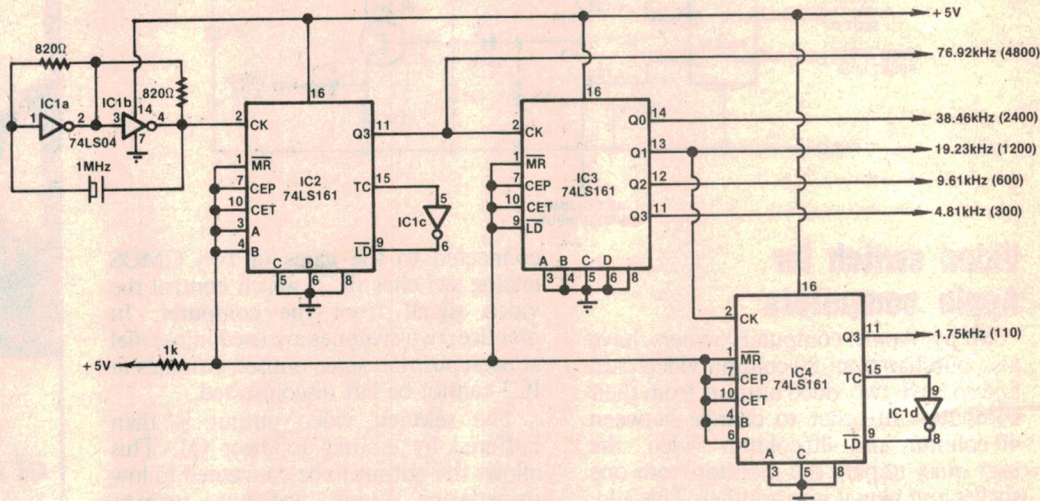 +5V
76.92kHz (4800)
38.46kHz (2400)
19.23kHz (1200)
9.61kHz (600)
4.81kHz (300)
820Ω
820Ω
IC1a
1
2
IC1b
3
14
4
7
74LS04
1MHz
16
2
CK
Q3
11
1
MR
IC2
74LS161
7
CEP
TC
15
10
CET
3
A
4
B
LD
9
C
D
5
6
8
5
IC1c
6
16
2
CK
Q0
14
Q1
13
1
MR
IC3
74LS161
7
CEP
Q2
12
10
CET
9
LD
Q3
11
A
B
C
D
3
4
5
6
8
+5V
1k
16
2
CK
Q3
11
1.75kHz (110)
1
MR
IC4
74LS161
7
CEP
TC
15
10
CET
4
B
6
D
LD
9
A
C
3
5
8
9
IC1d
8